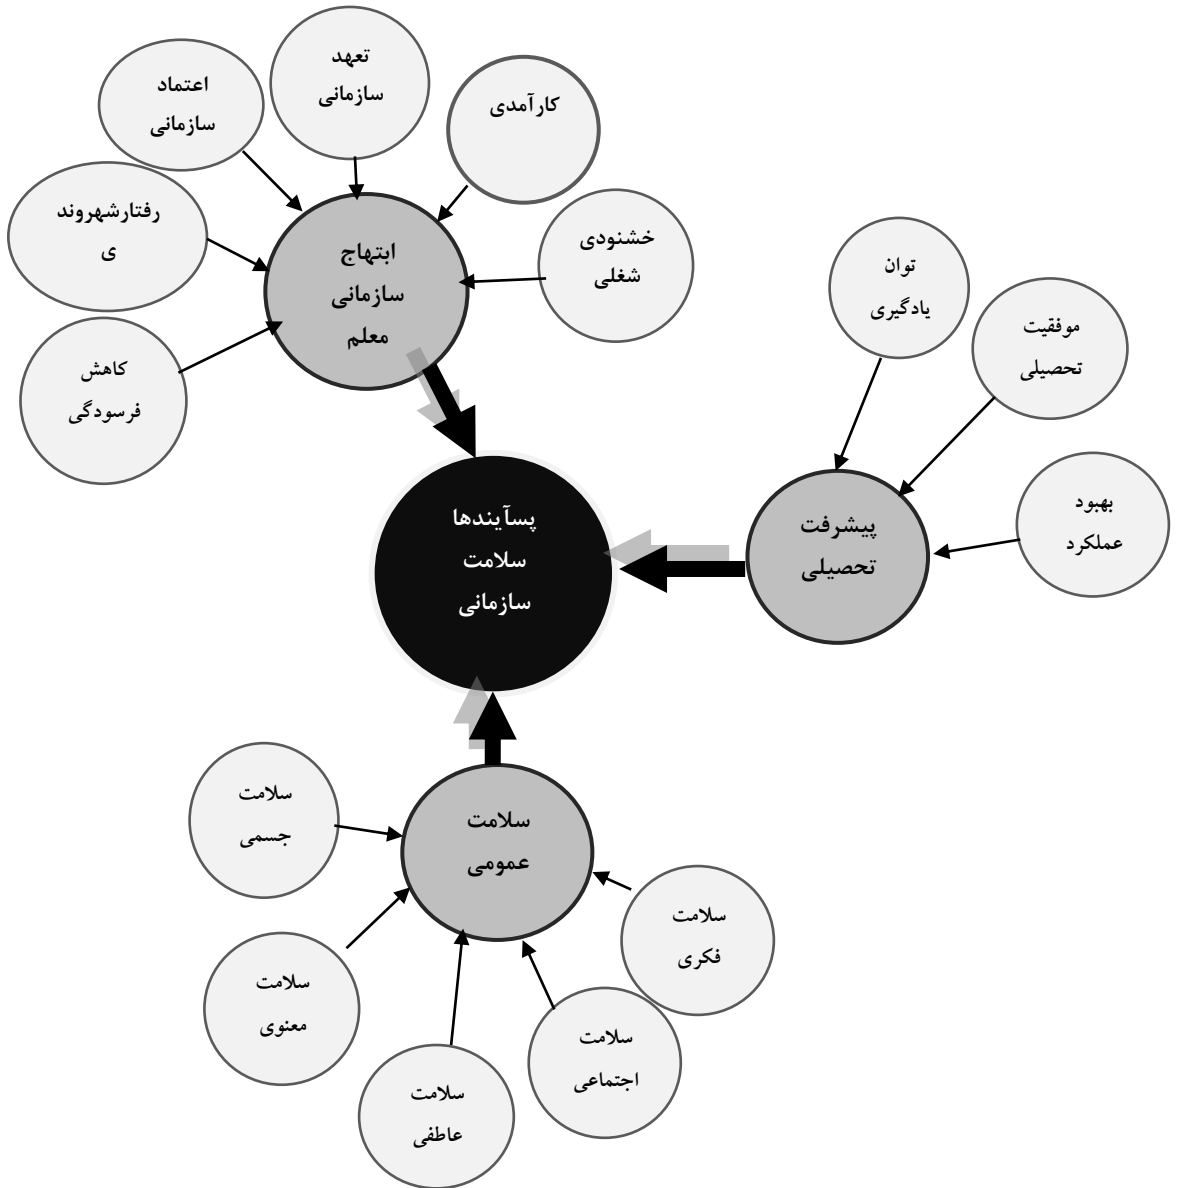 تعهد
سازمانی
اعتماد
سازمانی
کارآمدی
رفتارشهروند
ی
خشنودی
شغلی
ابتهاج
سازمانی
معلم
کاهش
فرسودگی
توان
یادگیری
موفقیت
تحصیلی
بهبود
عملکرد
پیشرفت
تحصیلی
پسآیندها
سلامت
سازمانی
سلامت
جسمی
سلامت
عمومی
سلامت
فکری
سلامت
معنوی
سلامت
اجتماعی
سلامت
عاطفی